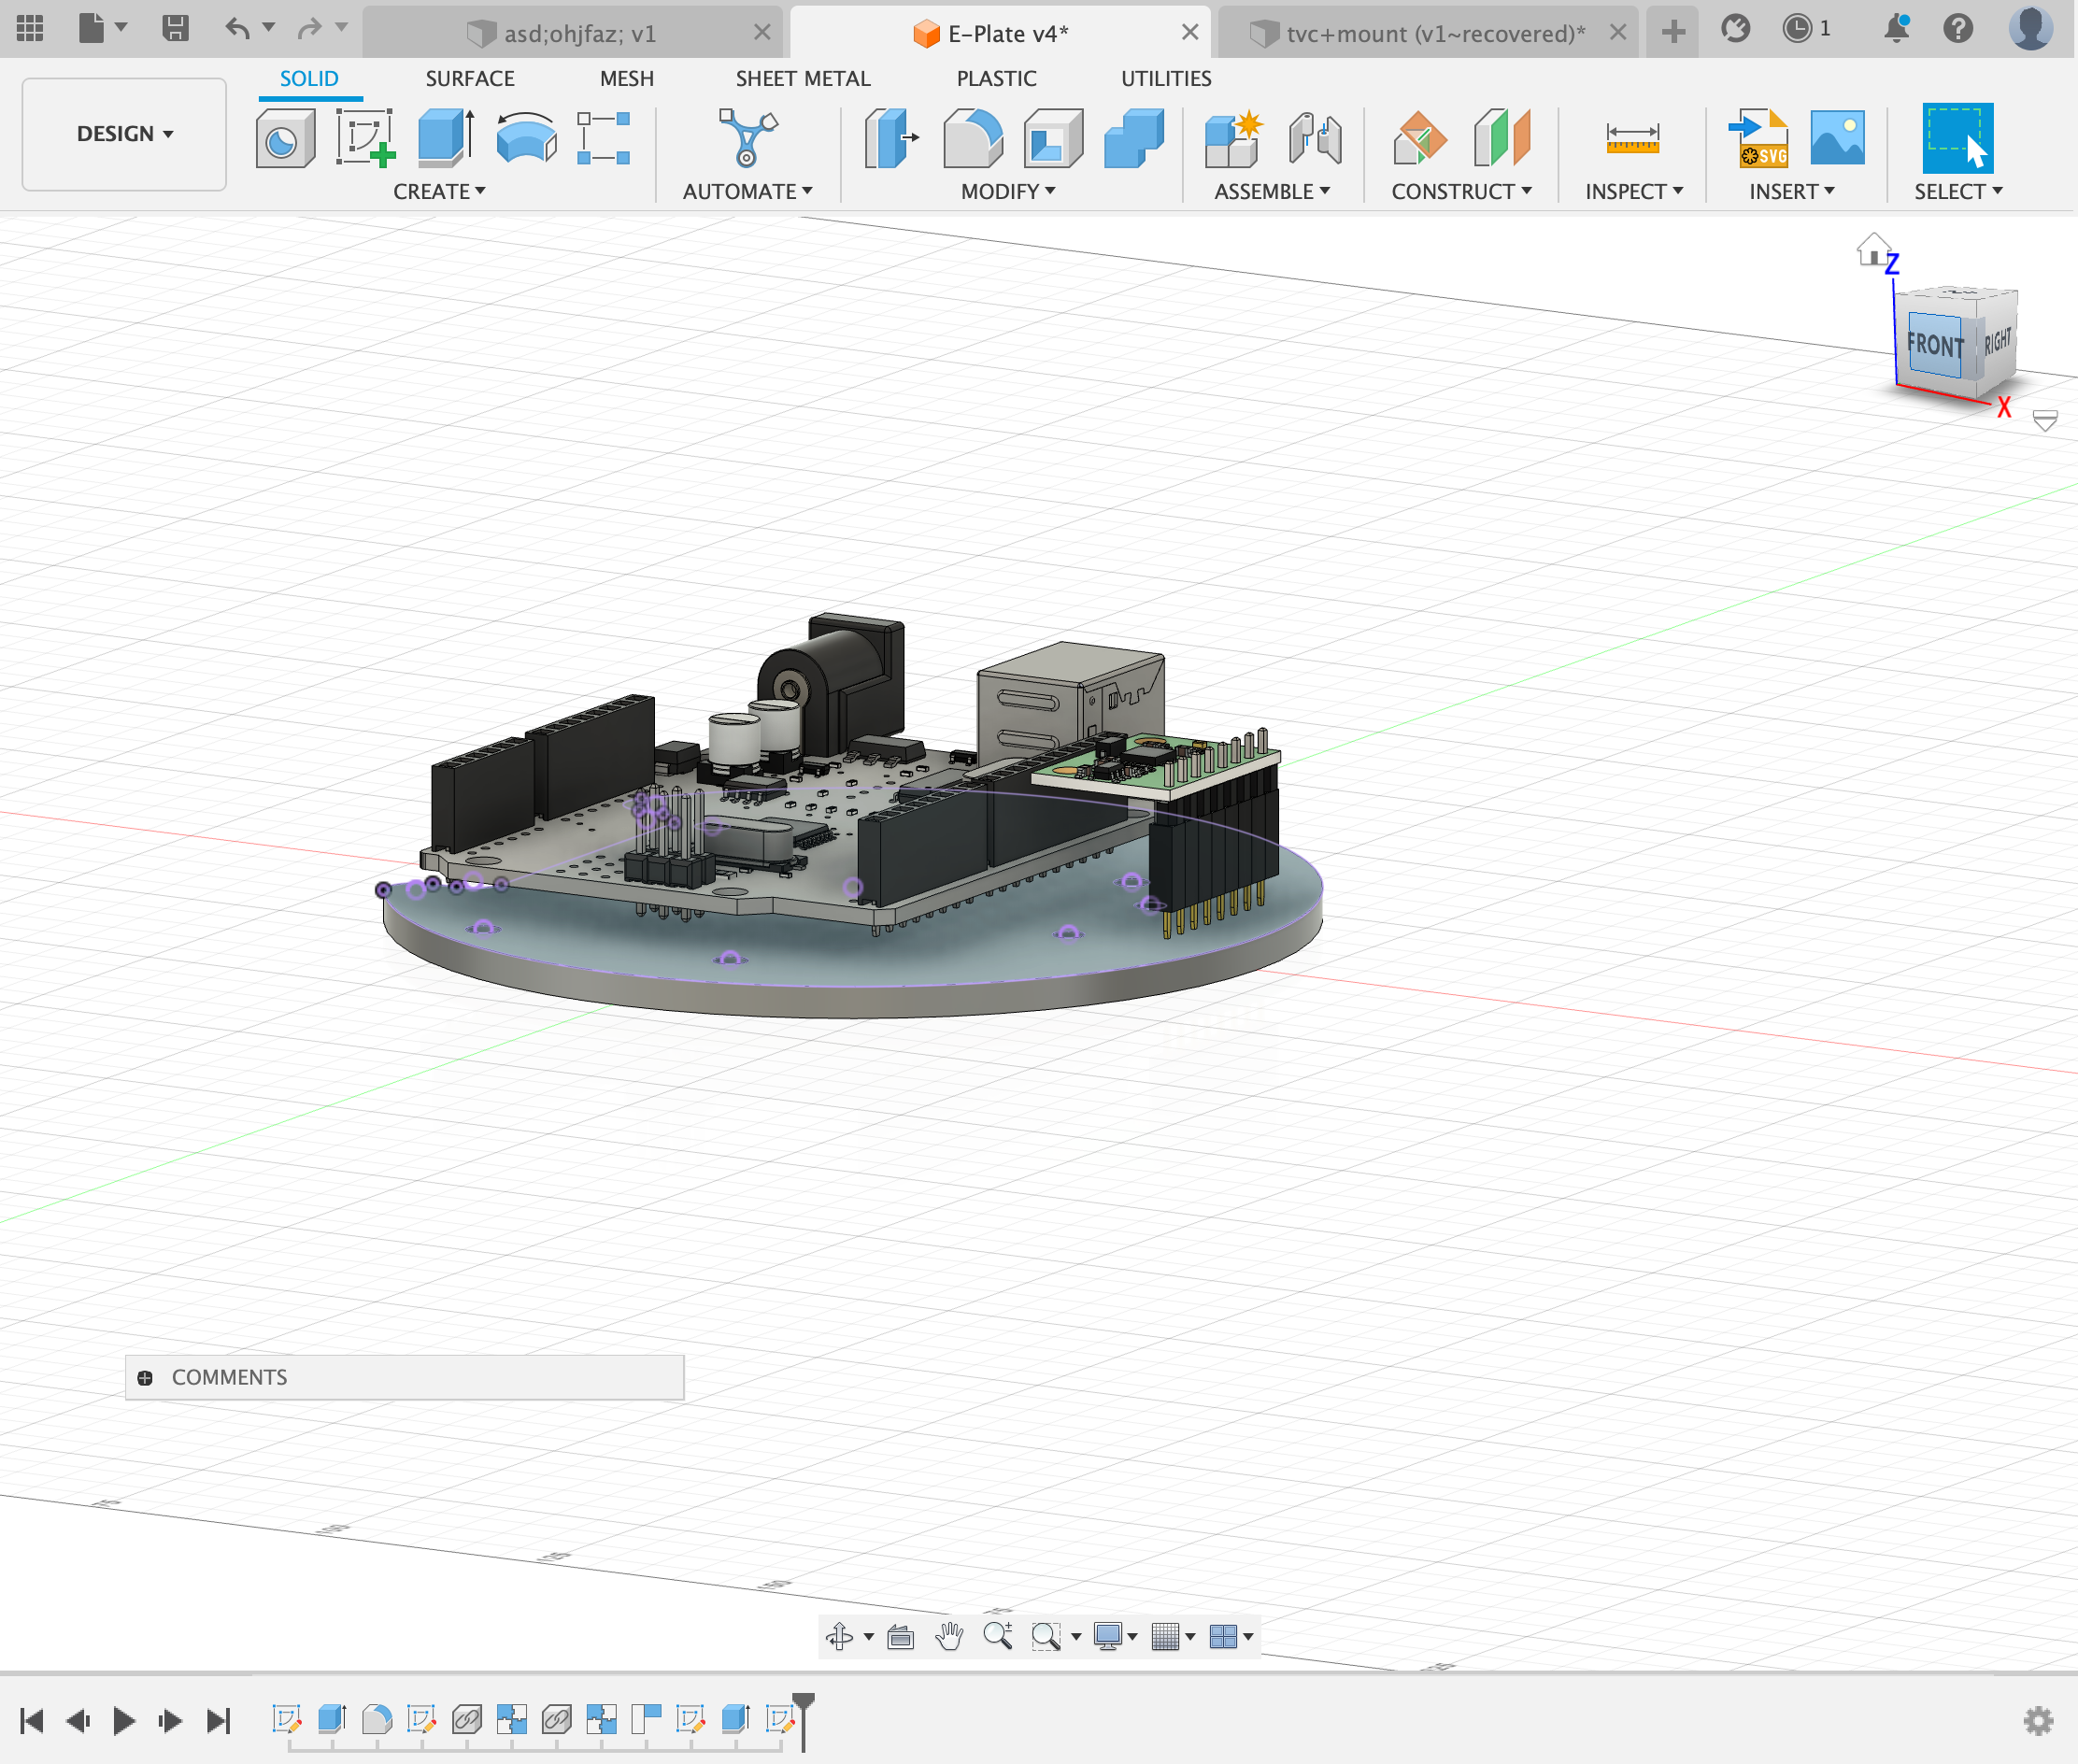 asd;ohjfaz; v1
E-Plate v4*
tvc+mount (v1~recovered)*
1
SOLID
SURFACE
MESH
SHEET METAL
PLASTIC
UTILITIES
DESIGN
SVG
CREATE
AUTOMATE
MODIFY
ASSEMBLE
CONSTRUCT
INSPECT
INSERT
SELECT
Z
FRONT
RIGHT
X
COMMENTS